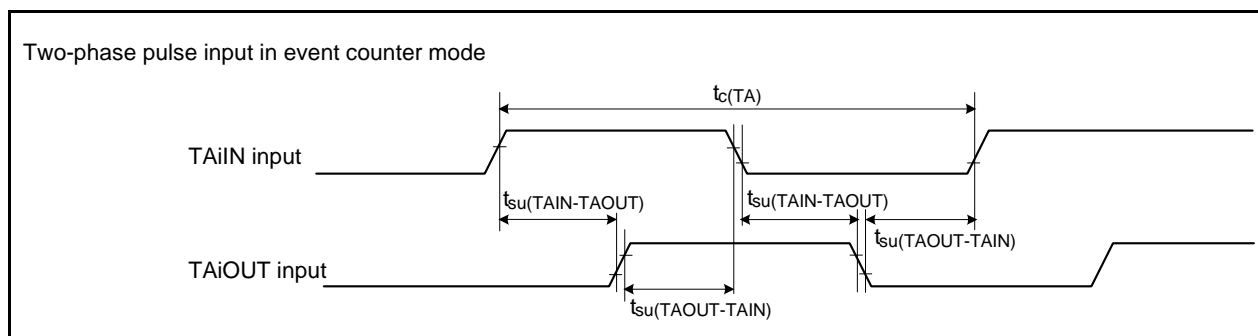 Two-phase pulse input in event counter mode
tc(TA)
TAiIN input
tsu(TAIN-TAOUT)
tsu(TAIN-TAOUT)
tsu(TAOUT-TAIN)
TAiOUT input
tsu(TAOUT-TAIN)